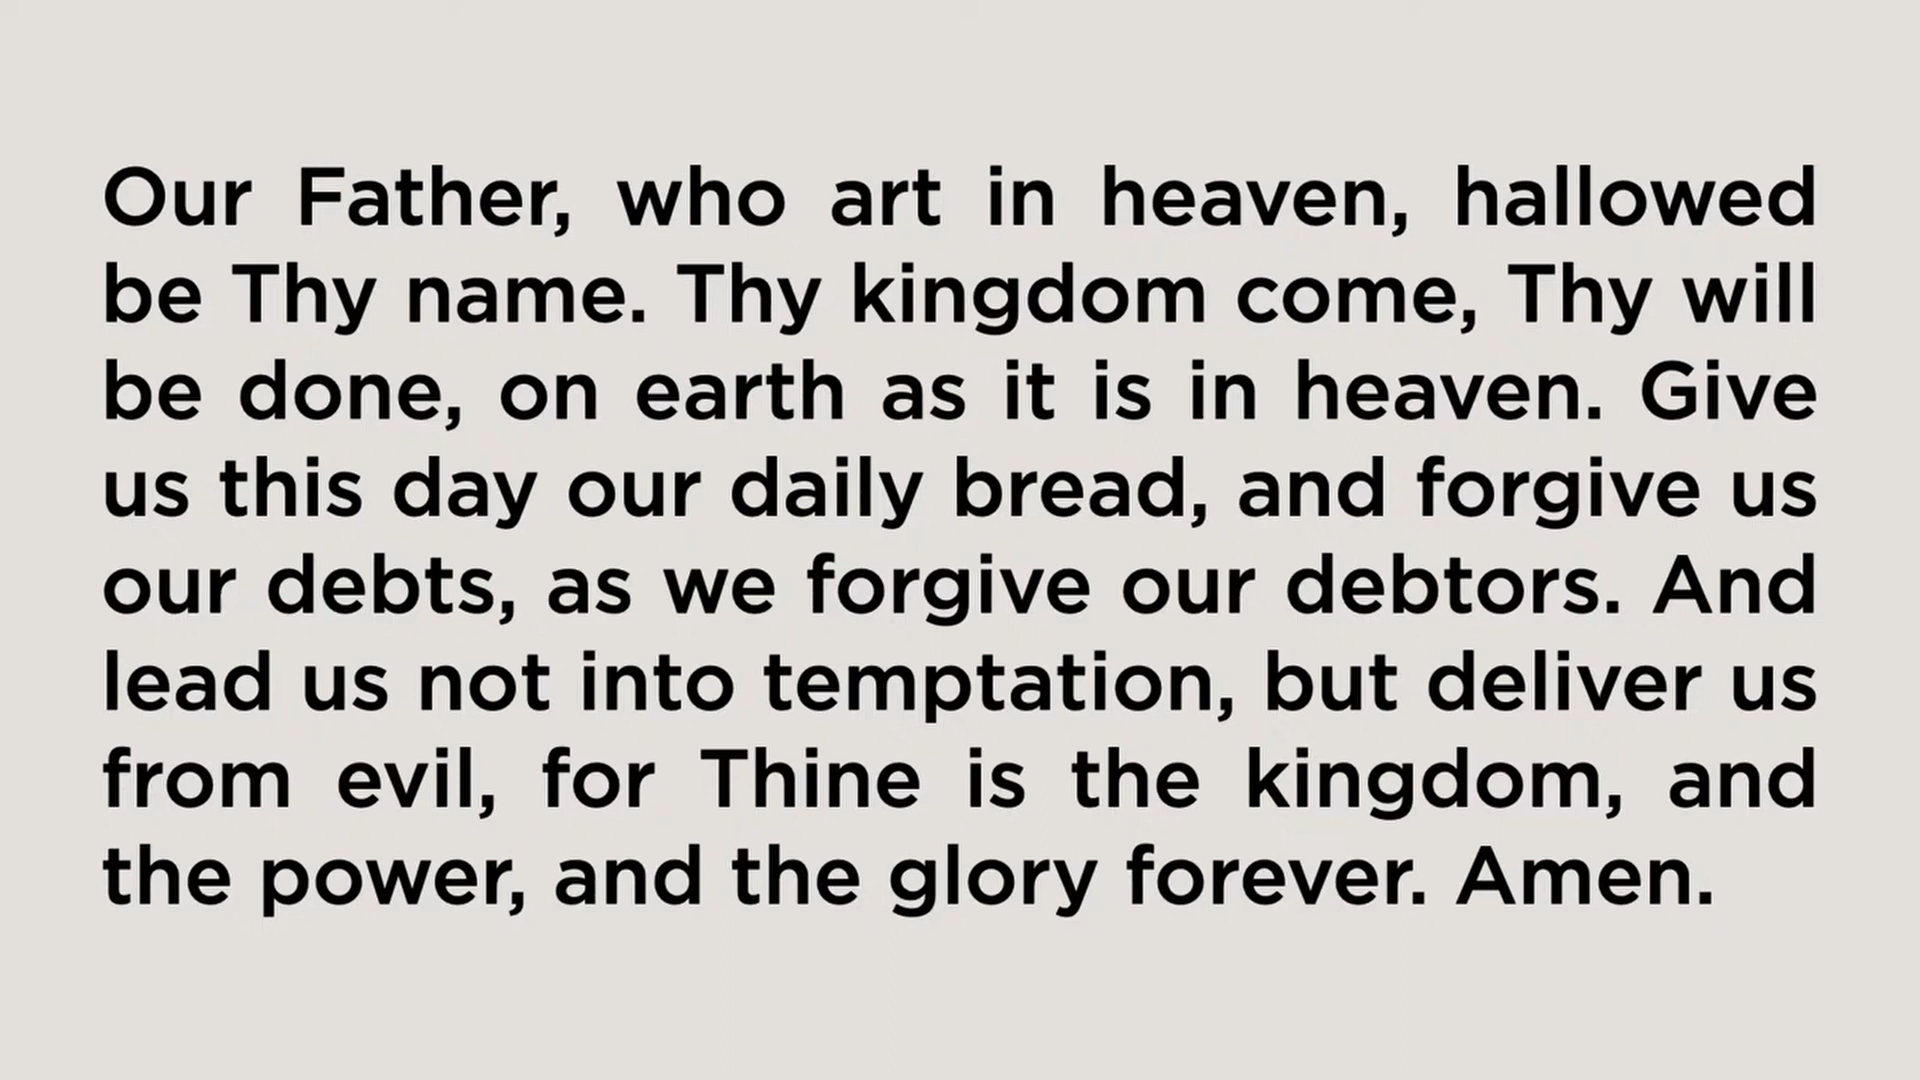 Our Father, who art in heaven, hallowed
be Thy name. Thy kingdom come, Thy will
be done, on earth as it is in heaven. Give
us this day our daily bread, and forgive us
our debts, as we forgive our debtors. And
lead us not into temptation, but deliver us
from evil, for Thine is the kingdom, and
the power, and the glory forever. Amen.